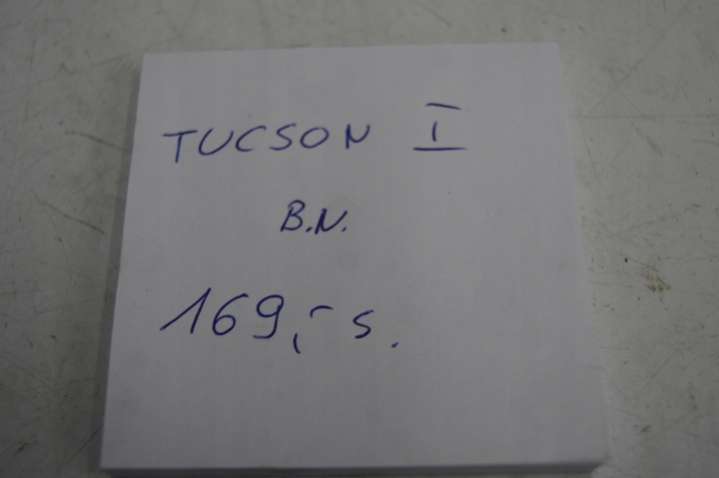 TUCSON I
B.N.
169,- s.